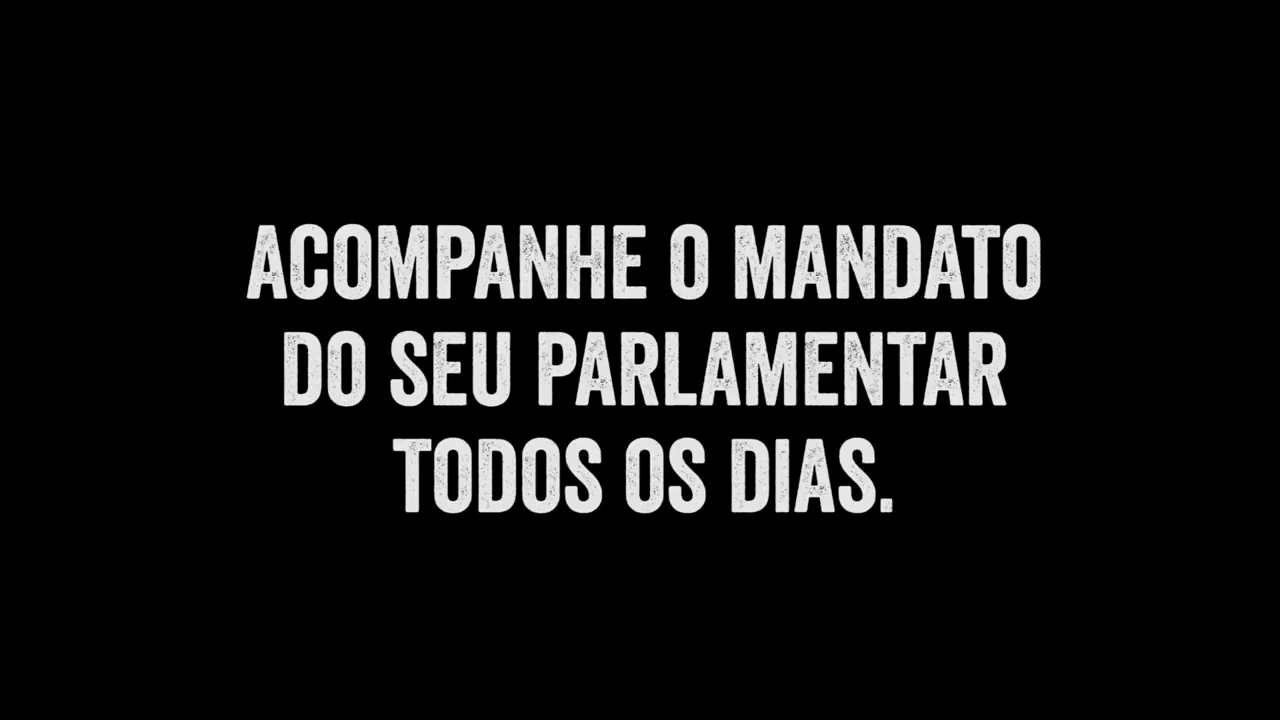 ACOMPANHE O MANDATO
DO SEU PARLAMENTAR
TODOS OS DIAS.